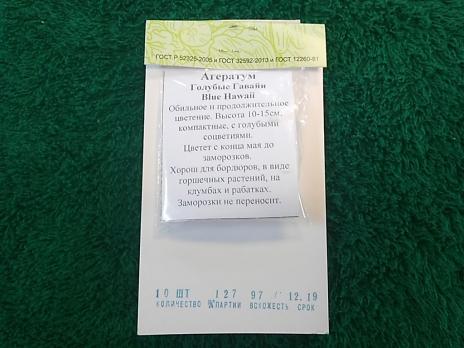 ГОСТ Р 52325-2005 и ГОСТ 32592-2013 и ГОСТ 12260-81
Агератум
Голубые Гавайи
Blue Hawaii
Обильное и продолжительное
цветение. Высота 10-15см,
компактные, с голубыми
соцветиями.
Цветет с конца мая до
заморозков.
Хорош для бордюров, в виде
горшечных растений, на
клумбах и рабатках.
Заморозки не переносит.
10 ШТ 127 97 12.19
КОЛИЧЕСТВО №ПАРТИИ ВСХОЖЕСТЬ СРОК